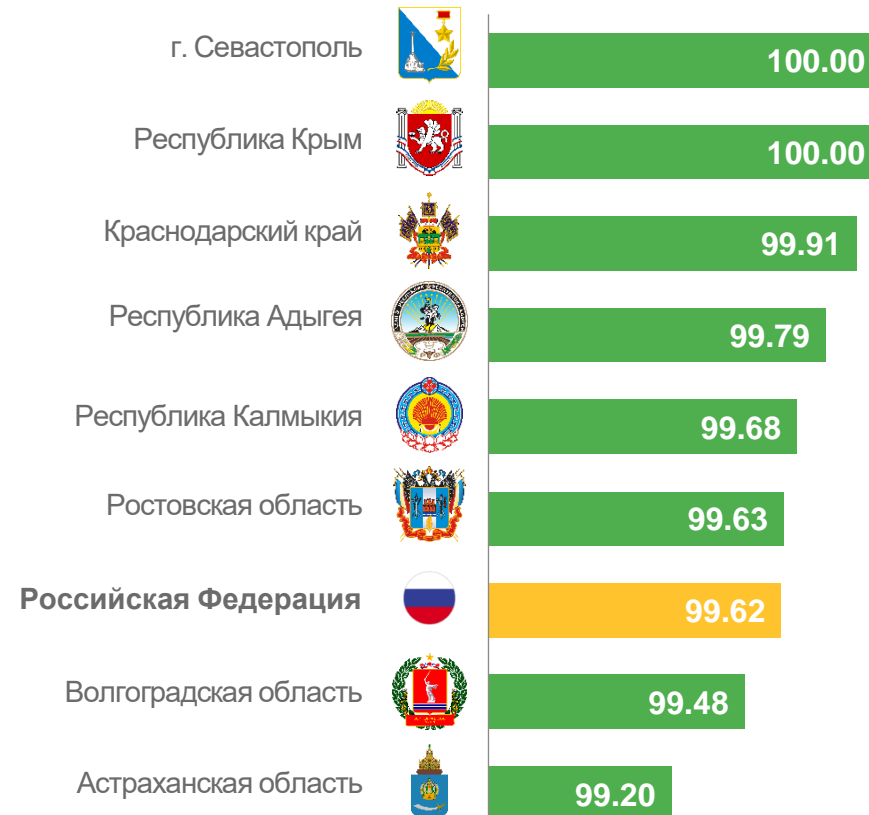 г. Севастополь 100.00
Республика Крым 100.00
Краснодарский край 99.91
Республика Адыгея 99.79
Республика Калмыкия 99.68
Ростовская область 99.63
Российская Федерация 99.62
Волгоградская область 99.48
Астраханская область 99.20